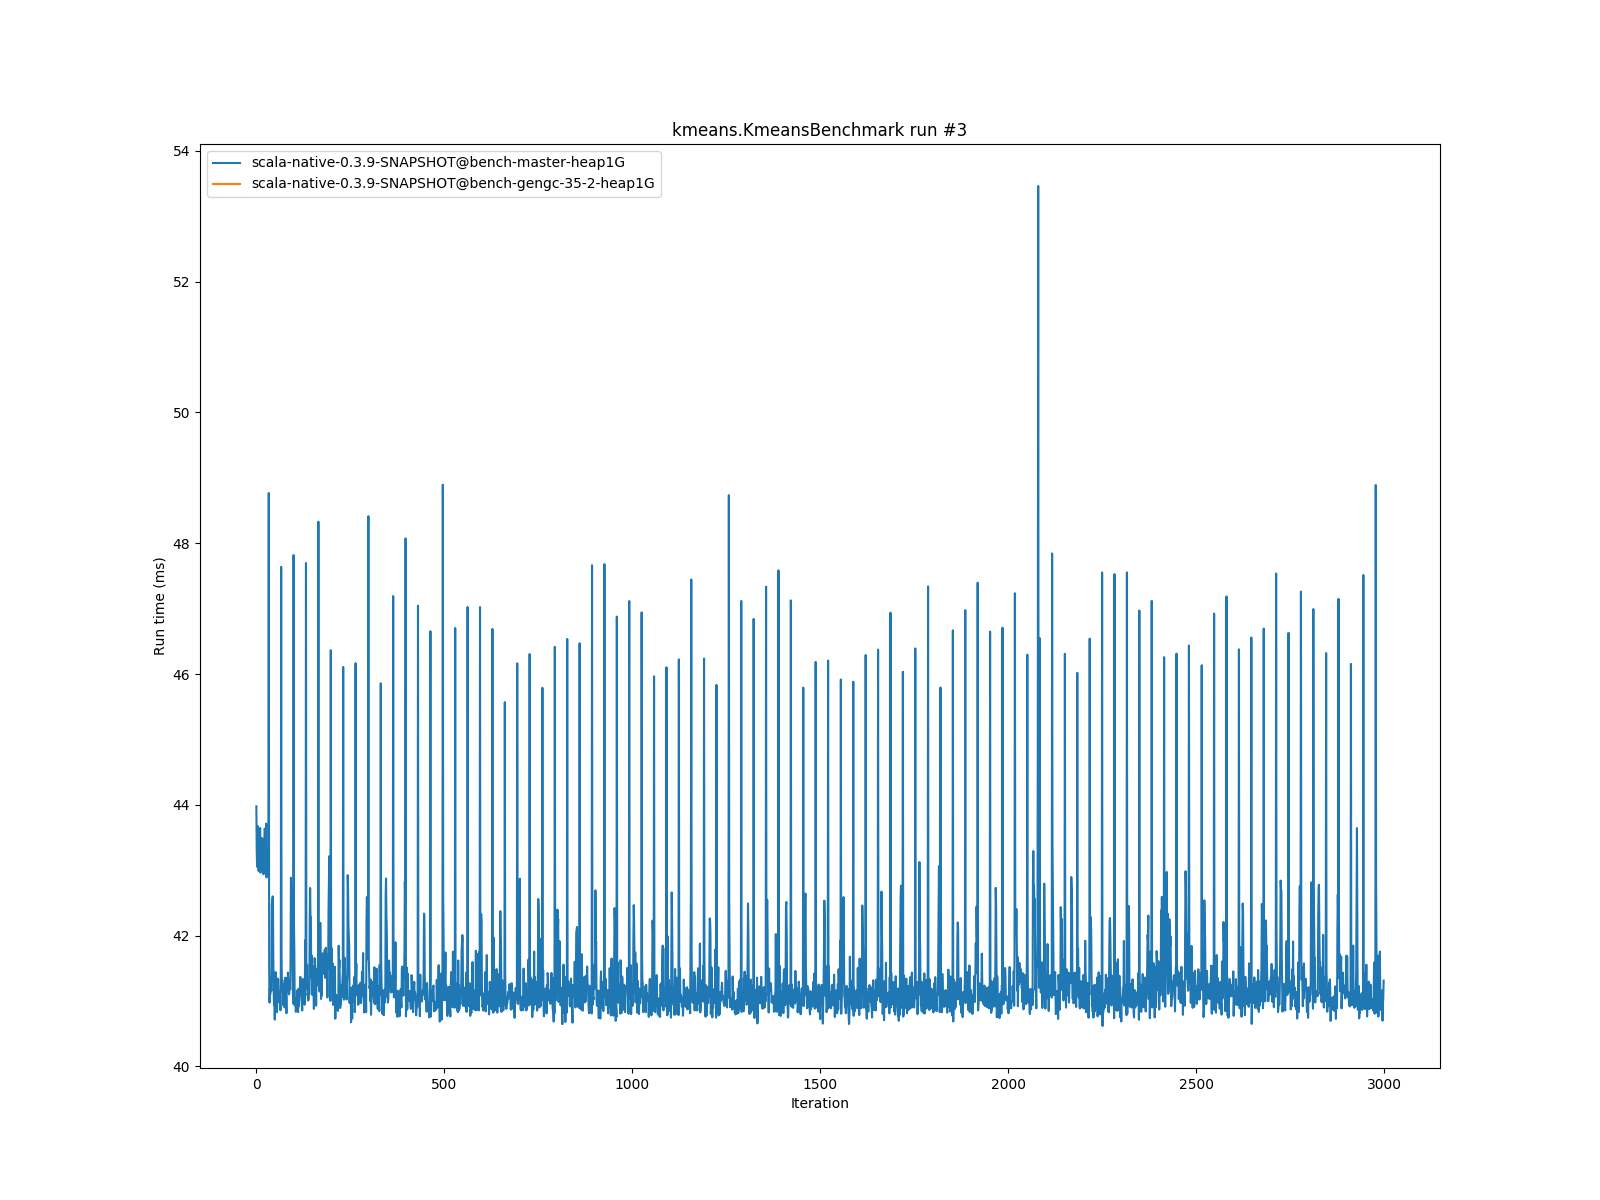 kmeans.KmeansBenchmark run #3
scala-native-0.3.9-SNAPSHOT@bench-master-heap1G
scala-native-0.3.9-SNAPSHOT@bench-gengc-35-2-heap1G
54
52
50
48
46
44
42
40
Run time (ms)
0 500 1000 1500 2000 2500 3000
Iteration